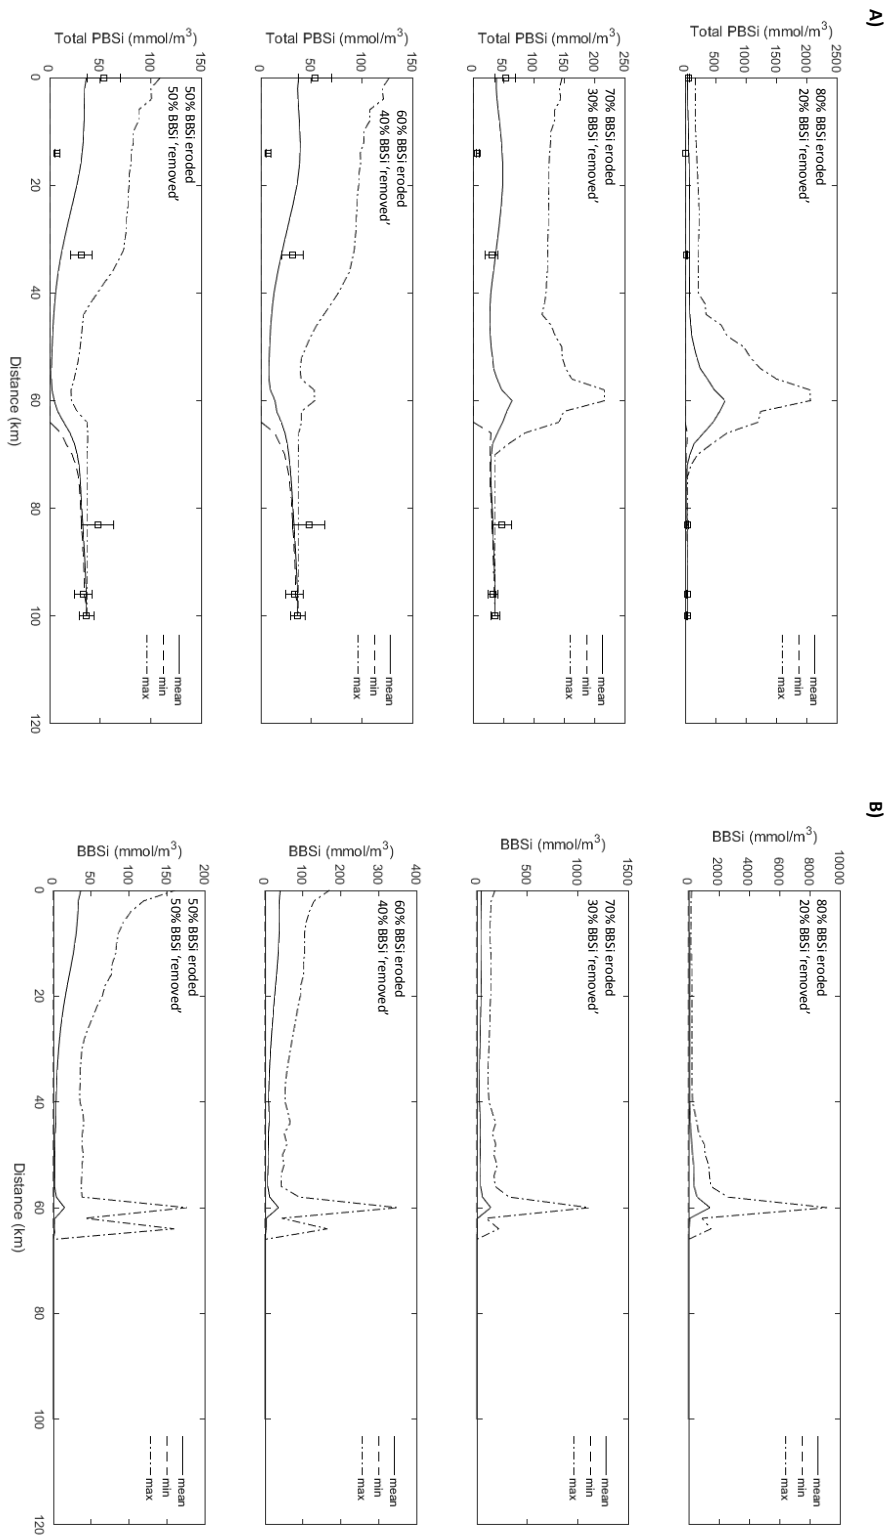 A)
Total PBSi (mmol/m³)
2500
2000
1500
1000
500
0
80% BBSi eroded
20% BBSi ‘removed’
mean
min
max
Total PBSi (mmol/m³)
250
200
150
100
50
0
70% BBSi eroded
30% BBSi ‘removed’
mean
min
max
Total PBSi (mmol/m³)
150
100
50
0
60% BBSi eroded
40% BBSi ‘removed’
mean
min
max
Total PBSi (mmol/m³)
150
100
50
0
50% BBSi eroded
50% BBSi ‘removed’
mean
min
max
0 20 40 60 80 100 120
Distance (km)
B)
BBSi (mmol/m³)
10000
8000
6000
4000
2000
0
80% BBSi eroded
20% BBSi ‘removed’
mean
min
max
BBSi (mmol/m³)
1500
1000
500
0
70% BBSi eroded
30% BBSi ‘removed’
mean
min
max
BBSi (mmol/m³)
400
300
200
100
0
60% BBSi eroded
40% BBSi ‘removed’
mean
min
max
BBSi (mmol/m³)
200
150
100
50
0
50% BBSi eroded
50% BBSi ‘removed’
mean
min
max
0 20 40 60 80 100 120
Distance (km)